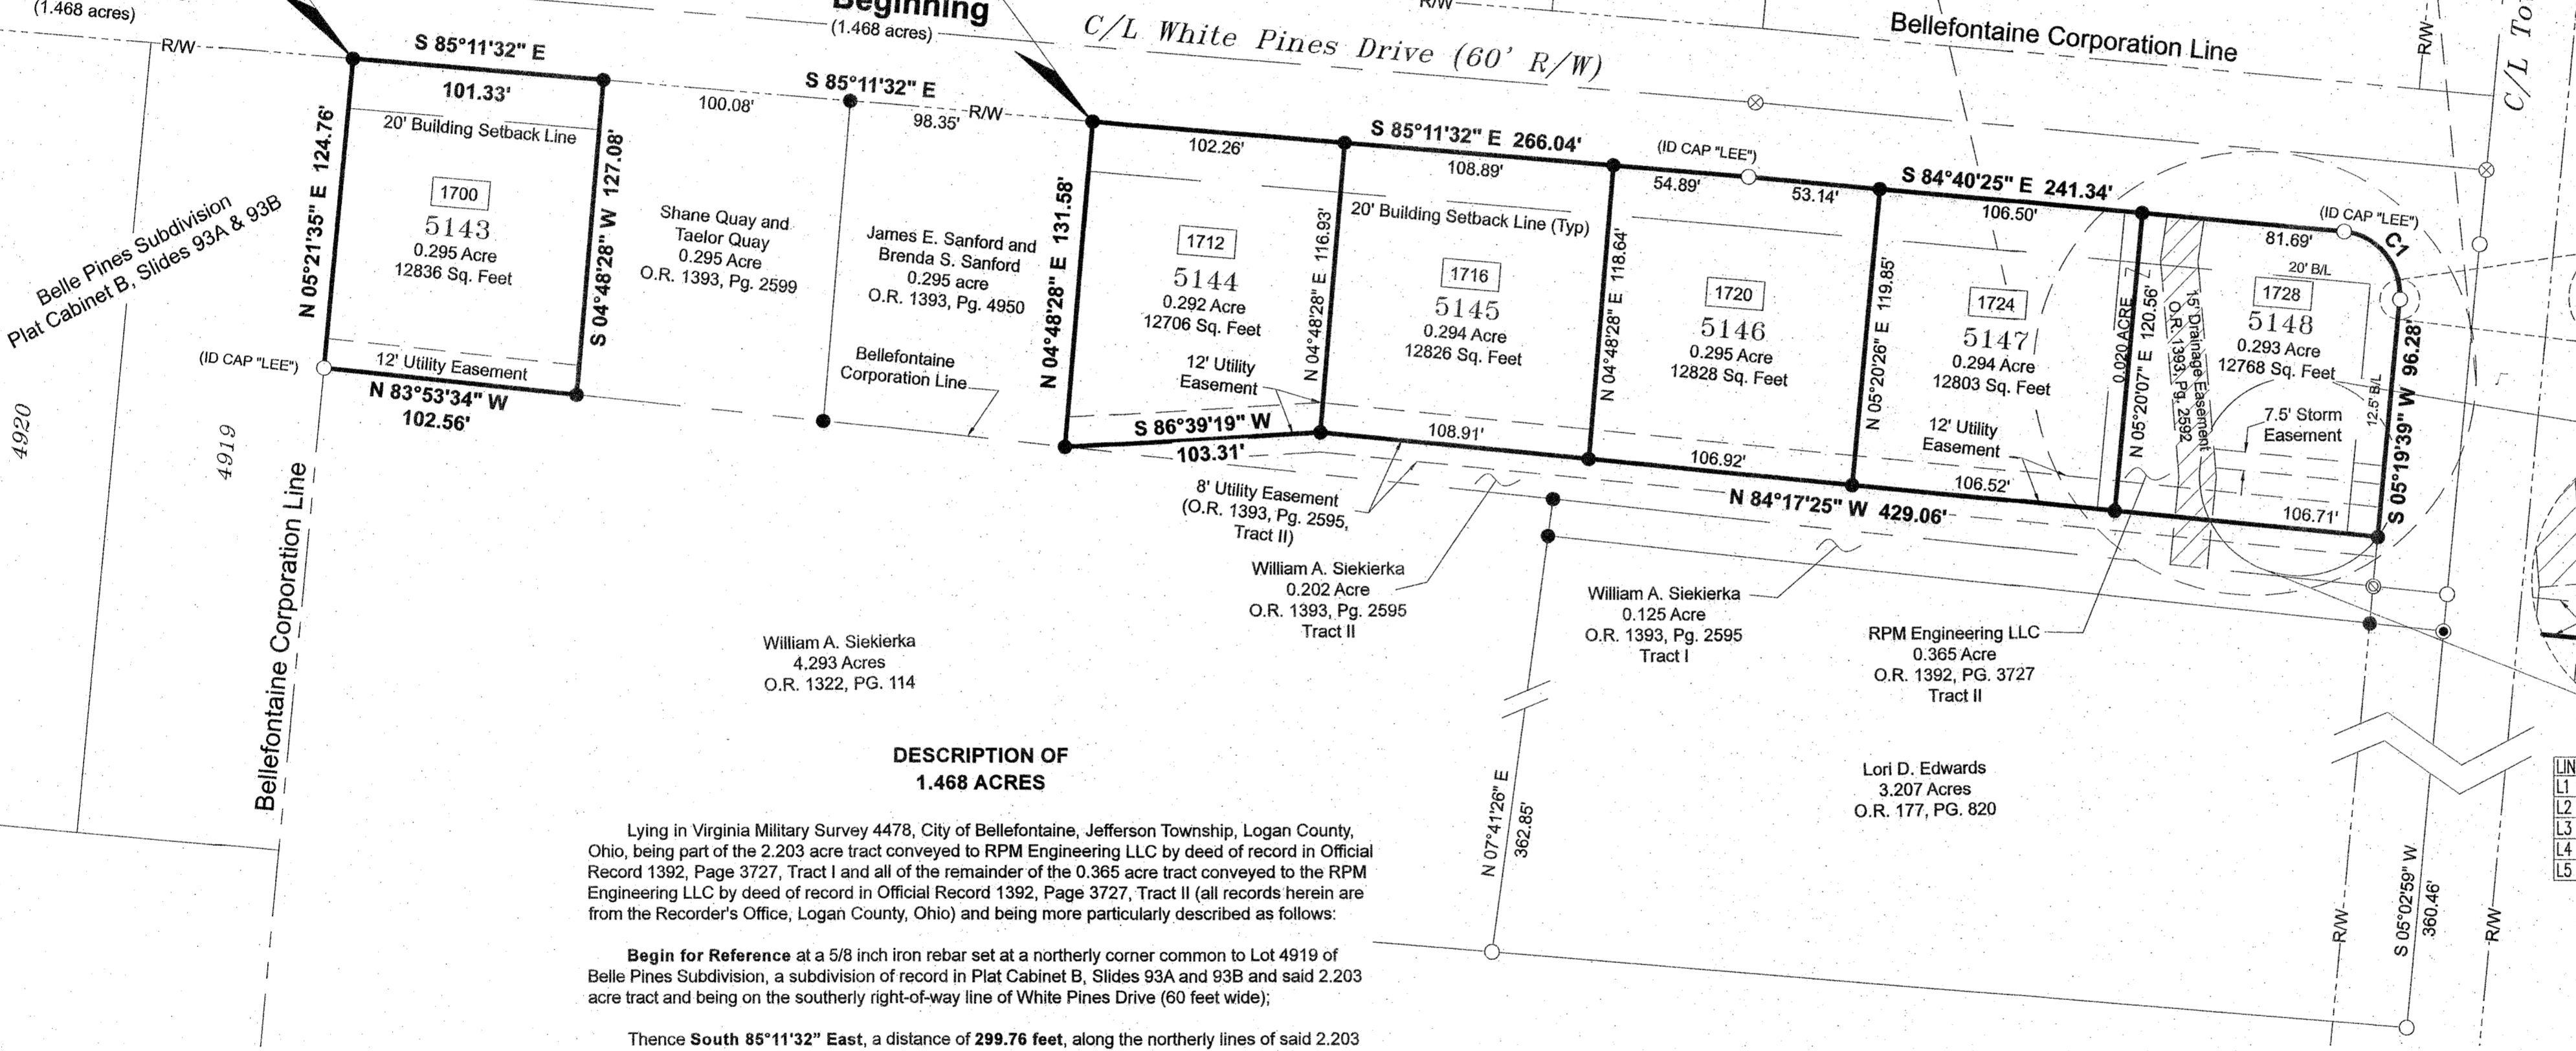 (1.468 acres)
Beginning
(1.468 acres)
C/L White Pines Drive (60' R/W)
R/W
Bellefontaine Corporation Line
R/W
R/W
S 85°11'32" E
101.33'
20' Building Setback Line
N 05°21'35" E 124.76'
1700
5143
0.295 Acre
12836 Sq. Feet
S 04°48'28" W 127.08'
12' Utility Easement
(ID CAP "LEE")
N 83°53'34" W
102.56'
Belle Pines Subdivision
Plat Cabinet B, Slides 93A & 93B
4920
4919
Bellefontaine Corporation Line
100.08'
S 85°11'32" E
98.35'
R/W
Shane Quay and
Taelor Quay
0.295 Acre
O.R. 1393, Pg. 2599
James E. Sanford and
Brenda S. Sanford
0.295 acre
O.R. 1393, Pg. 4950
Bellefontaine
Corporation Line
N 04°48'28" E 131.58'
102.26'
1712
5144
0.292 Acre
12706 Sq. Feet
12' Utility
Easement
S 86°39'19" W
103.31'
N 04°48'28" E 116.93'
S 85°11'32" E 266.04'
108.89'
20' Building Setback Line (Typ)
1716
5145
0.294 Acre
12826 Sq. Feet
108.91'
N 04°48'28" E 118.64'
(ID CAP "LEE")
54.89'
53.14'
1720
5146
0.295 Acre
12828 Sq. Feet
106.92'
N 05°20'26" E 119.85'
S 84°40'25" E 241.34'
106.50'
1724
5147
0.294 Acre
12803 Sq. Feet
12' Utility
Easement
106.52'
N 84°17'25" W 429.06'
0.020 ACRE
N 05°20'07" E 120.56'
15' Drainage Easement
O.R. 1393, Pg. 2592
(ID CAP "LEE")
81.69'
C1
20' B/L
1728
5148
0.293 Acre
12768 Sq. Feet
12.5' B/L
7.5' Storm
Easement
106.71'
S 05°19'39" W 96.28'
8' Utility Easement
(O.R. 1393, Pg. 2595,
Tract II)
William A. Siekierka
0.202 Acre
O.R. 1393, Pg. 2595
Tract II
William A. Siekierka
0.125 Acre
O.R. 1393, Pg. 2595
Tract I
RPM Engineering LLC
0.365 Acre
O.R. 1392, PG. 3727
Tract II
William A. Siekierka
4.293 Acres
O.R. 1322, PG. 114
Lori D. Edwards
3.207 Acres
O.R. 177, PG. 820
N 07°41'26" E
362.85'
S 05°02'59" W
360.46'
R/W
R/W
L1
L2
L3
L4
L5
DESCRIPTION OF
1.468 ACRES
Lying in Virginia Military Survey 4478, City of Bellefontaine, Jefferson Township, Logan County,
Ohio, being part of the 2.203 acre tract conveyed to RPM Engineering LLC by deed of record in Official
Record 1392, Page 3727, Tract I and all of the remainder of the 0.365 acre tract conveyed to the RPM
Engineering LLC by deed of record in Official Record 1392, Page 3727, Tract II (all records herein are
from the Recorder's Office, Logan County, Ohio) and being more particularly described as follows:
Begin for Reference at a 5/8 inch iron rebar set at a northerly corner common to Lot 4919 of
Belle Pines Subdivision, a subdivision of record in Plat Cabinet B, Slides 93A and 93B and said 2.203
acre tract and being on the southerly right-of-way line of White Pines Drive (60 feet wide);
Thence South 85°11'32" East, a distance of 299.76 feet, along the northerly lines of said 2.203